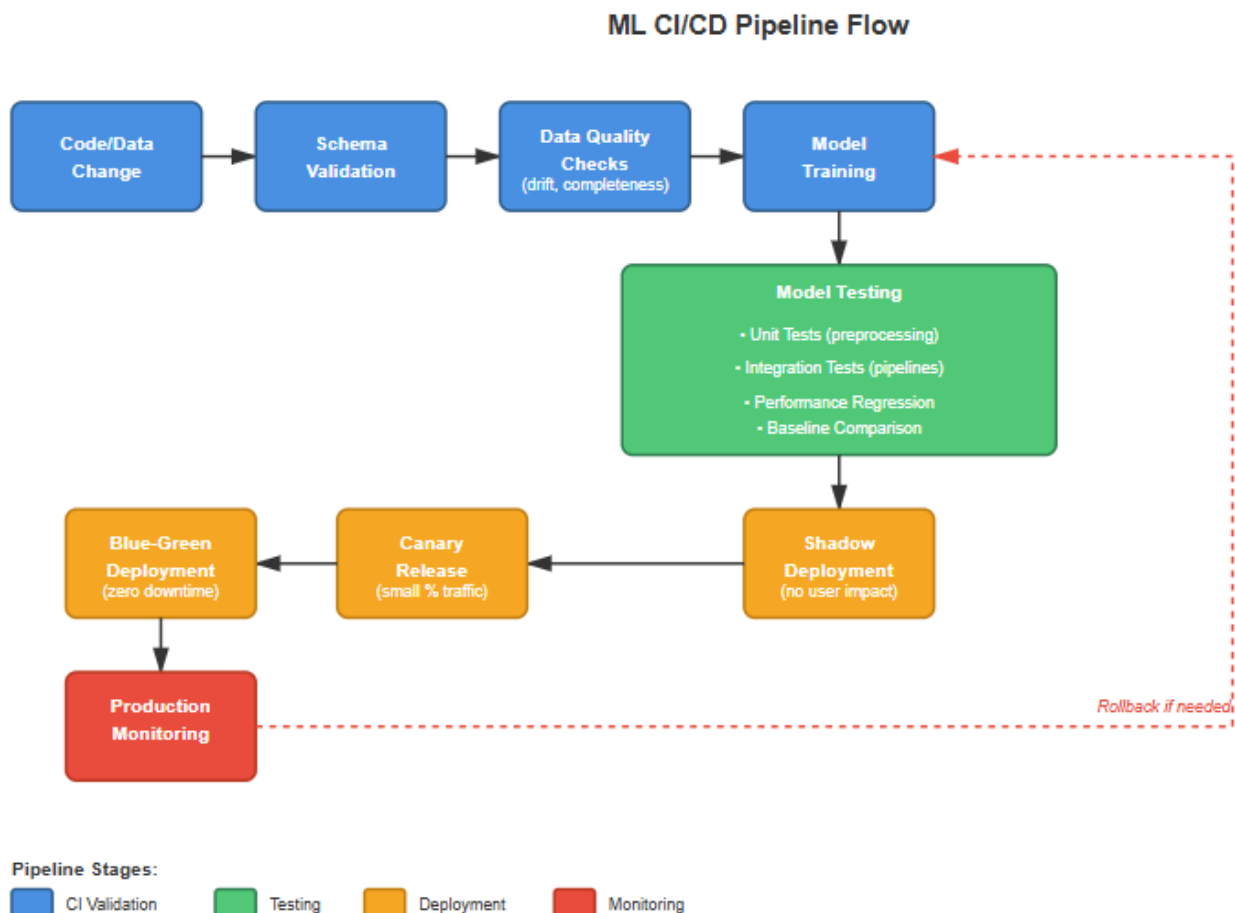 ML CI/CD Pipeline Flow
Code/Data
Change
Schema
Validation
Data Quality
Checks
(drift, completeness)
Model
Training
Model Testing
• Unit Tests (preprocessing)
• Integration Tests (pipelines)
• Performance Regression
• Baseline Comparison
Blue-Green
Deployment
(zero downtime)
Canary
Release
(small % traffic)
Shadow
Deployment
(no user impact)
Production
Monitoring
Rollback if needed
Pipeline Stages:
CI Validation
Testing
Deployment
Monitoring